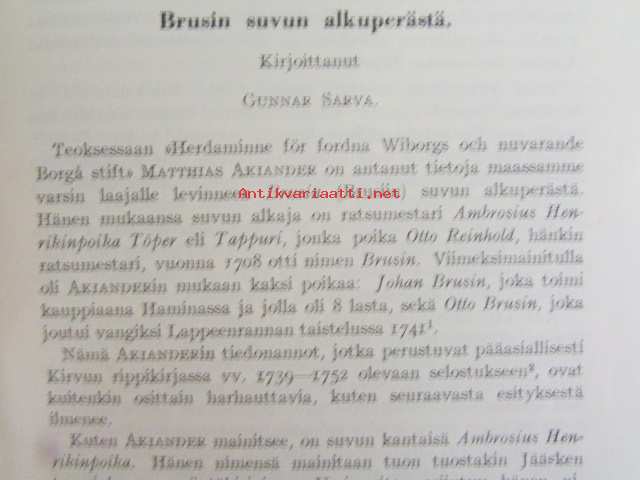 Brusin suvun alkuperästä.
Kirjoittanut
GUNNAR SARVA.
Teoksessaan »Herdaminne för fordna Wiborgs och nuvarande
Borgå stift» MATTHIAS AKIANDER on antanut tietoja maassamme
varsin laajalle levinneen suvun alkuperästä.
Antikvariaatti.net
Hänen mukaansa suvun alkaja on ratsumestari Ambrosius Hen-
rikinpoika Töper eli Tappuri, jonka poika Otto Reinhold, hänkin
ratsumestari, vuonna 1708 otti nimen Brusin. Viimeksimainitulla
oli AKIANDERin mukaan kaksi poikaa: Johan Brusin, joka toimi
kauppiaana Haminassa ja jolla oli 8 lasta, sekä Otto Brusin, joka
joutui vangiksi Lappeenrannan taistelussa 1741¹.
Nämä AKIANDERin tiedonannot, jotka perustuvat pääasiallisesti
Kirvun rippikirjassa vv. 1739—1752 olevaan selostukseen², ovat
kuitenkin osittain harhauttavia, kuten seuraavasta esityksestä
ilmenee.
Kuten AKIANDER mainitsee, on suvun kantaisä Ambrosius Hen-
rikinpoika. Hänen nimensä mainitaan tuon tuostakin Jääsken